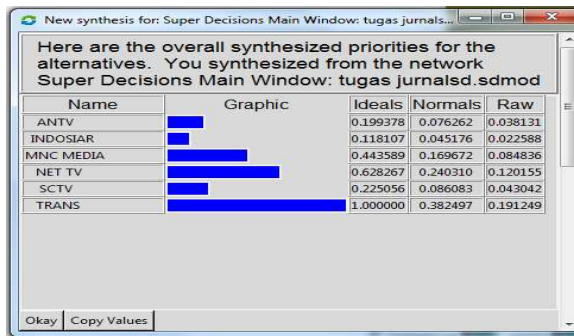 New synthesis for: Super Decisions Main Window: tugas jurnals...
Here are the overall synthesized priorities for the
alternatives. You synthesized from the network
Super Decisions Main Window: tugas jurnalsd.sdmod
Name Graphic Ideals Normals Raw
ANTV 0.199378 0.076262 0.038131
INDOSIAR 0.118107 0.045176 0.022588
MNC MEDIA 0.443589 0.169672 0.084836
NET TV 0.628267 0.240310 0.120155
SCTV 0.225056 0.086083 0.043042
TRANS 1.000000 0.382497 0.191249
Okay Copy Values